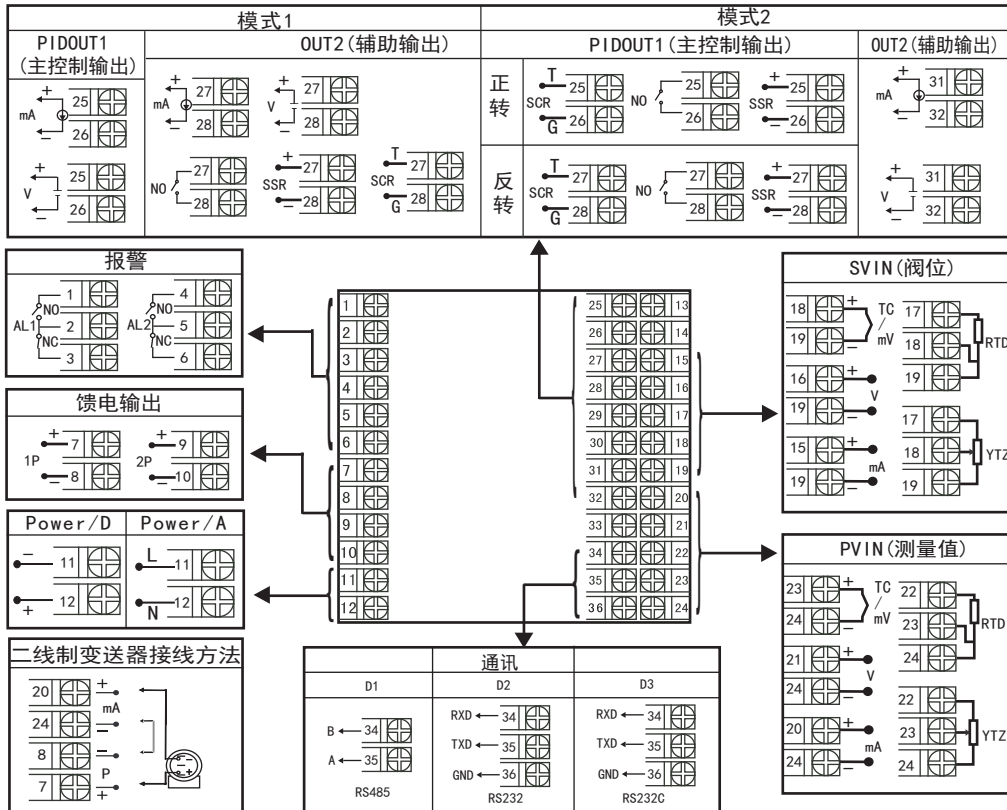 模式1
模式2
PIDOUT1
(主控制输出)
OUT2(辅助输出)
PIDOUT1(主控制输出)
OUT2(辅助输出)
+ mA − 25 26
+ V − 25 26
+ mA − 27 28
+ V − 27 28
NO 27 28
+ SSR − 27 28
T SCR G 27 28
正转
T SCR G 25 26
NO 25 26
+ SSR − 25 26
反转
T SCR G 27 28
NO 27 28
+ SSR − 27 28
+ mA − 31 32
+ V − 31 32
报警
AL1 NO NC 1 2 3
AL2 NO NC 4 5 6
馈电输出
1P + − 7 8
2P + − 9 10
Power/D
Power/A
− 11
+ 12
L 11
N 12
二线制变送器接线方法
20 +
mA
24 −
8 −
P
7 +
− − − +
1 25 13
2 26 14
3 27 15
4 28 16
5 29 17
6 30 18
7 31 19
8 32 20
9 33 21
10 34 22
11 35 23
12 36 24
SVIN(阀位)
18 + TC/mV
19 −
16 + V
19 −
15 + mA
19 −
17 18 19 RTD
17 18 19 YTZ
PVIN(测量值)
23 + TC/mV
24 −
21 + V
24 −
20 + mA
24 −
22 23 24 RTD
22 23 24 YTZ
通讯
D1
D2
D3
B 34
A 35
RS485
RXD 34
TXD 35
GND 36
RS232
RXD 34
TXD 35
GND 36
RS232C